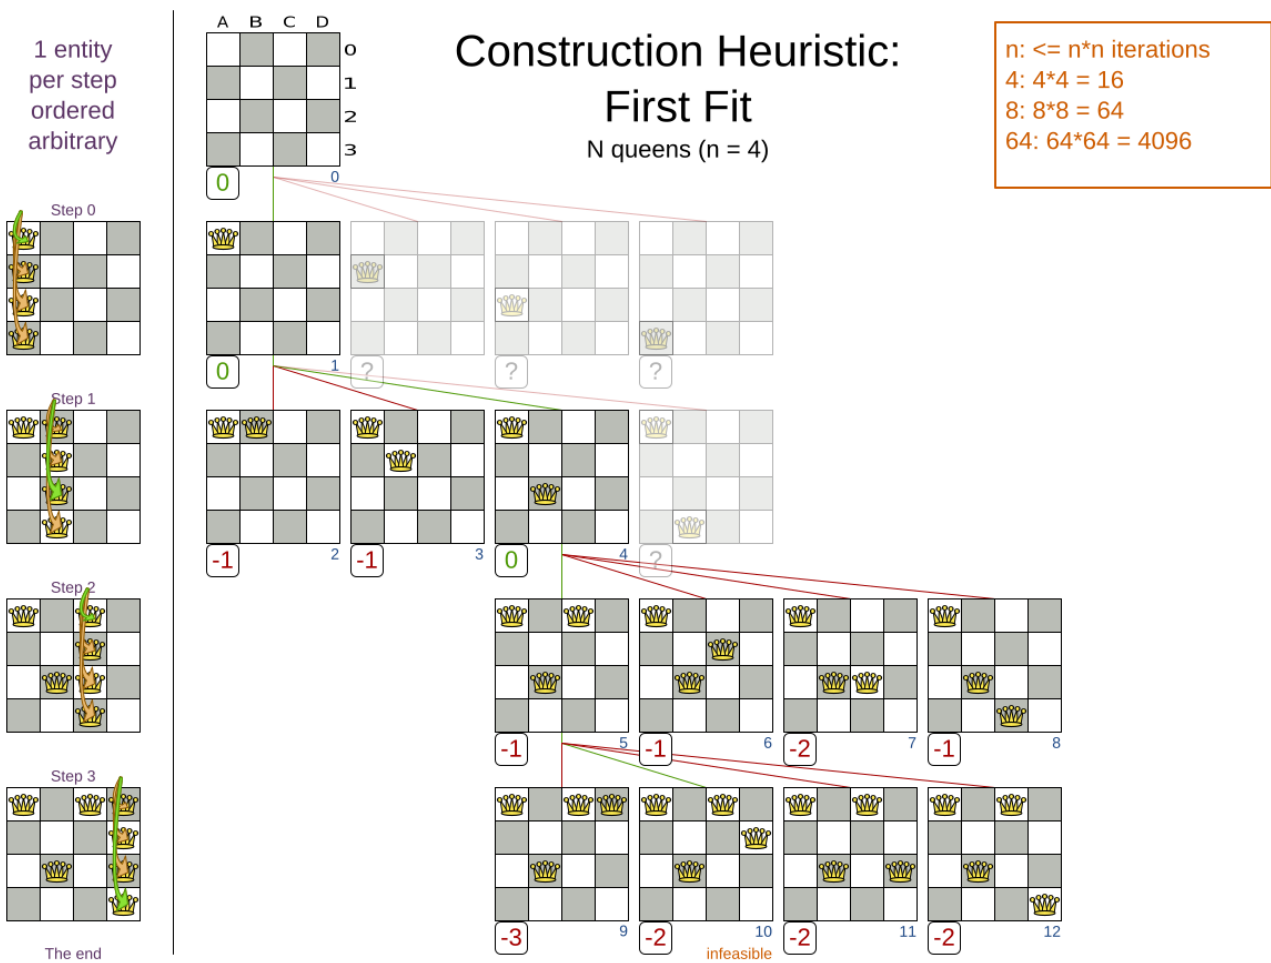 1 entity
per step
ordered
arbitrary
A B C D
0
1
2
3
0
0
Construction Heuristic:
First Fit
N queens (n = 4)
n: <= n*n iterations
4: 4*4 = 16
8: 8*8 = 64
64: 64*64 = 4096
Step 0
0 1 ? ? ?
Step 1
-1 2 -1 3 0 4 ?
Step 2
-1 5 -1 6 -2 7 -1 8
Step 3
-3 9 -2 10 -2 11 -2 12
The end
infeasible